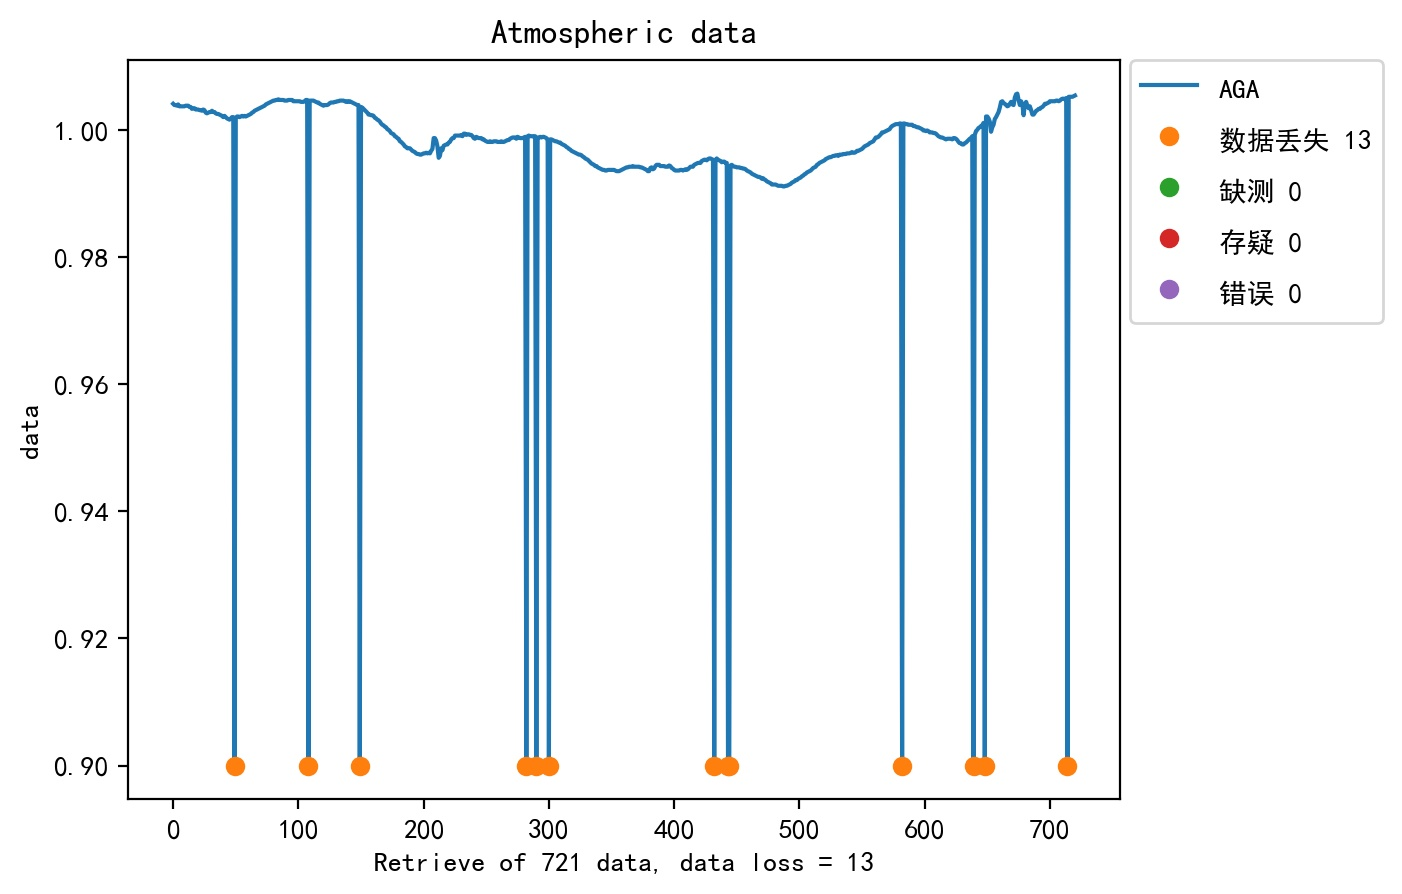 Atmospheric data
AGA
数据丢失 13
缺测 0
存疑 0
错误 0
1.00
0.98
0.96
0.94
0.92
0.90
data
0 100 200 300 400 500 600 700
Retrieve of 721 data, data loss = 13